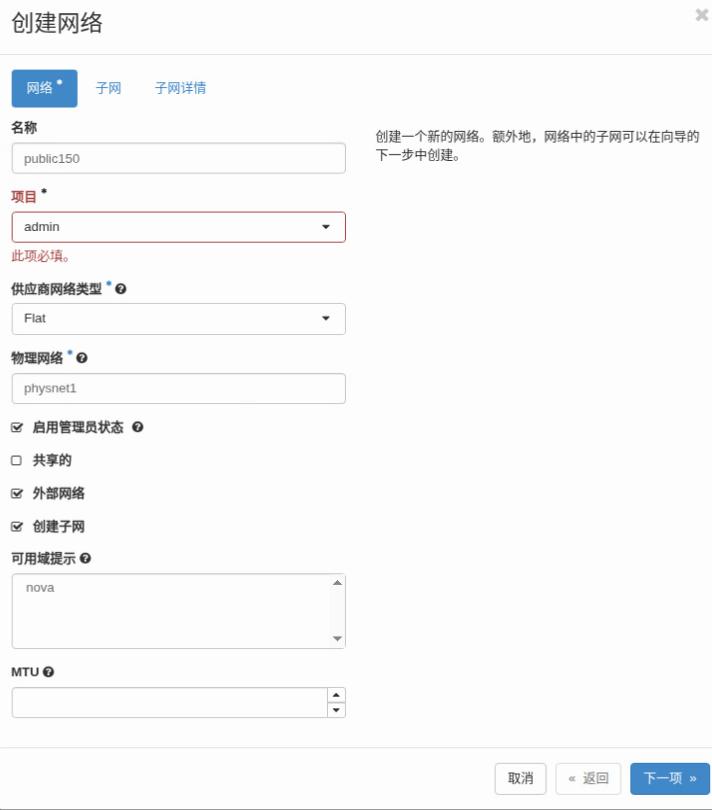 创建网络
网络 * 子网 子网详情
名称
创建一个新的网络。额外地，网络中的子网可以在向导的
下一步中创建。
public150
项目 *
admin
此项必填。
供应商网络类型 *
Flat
物理网络 *
physnet1
启用管理员状态
共享的
外部网络
创建子网
可用域提示
nova
MTU
取消 « 返回 下一项 »